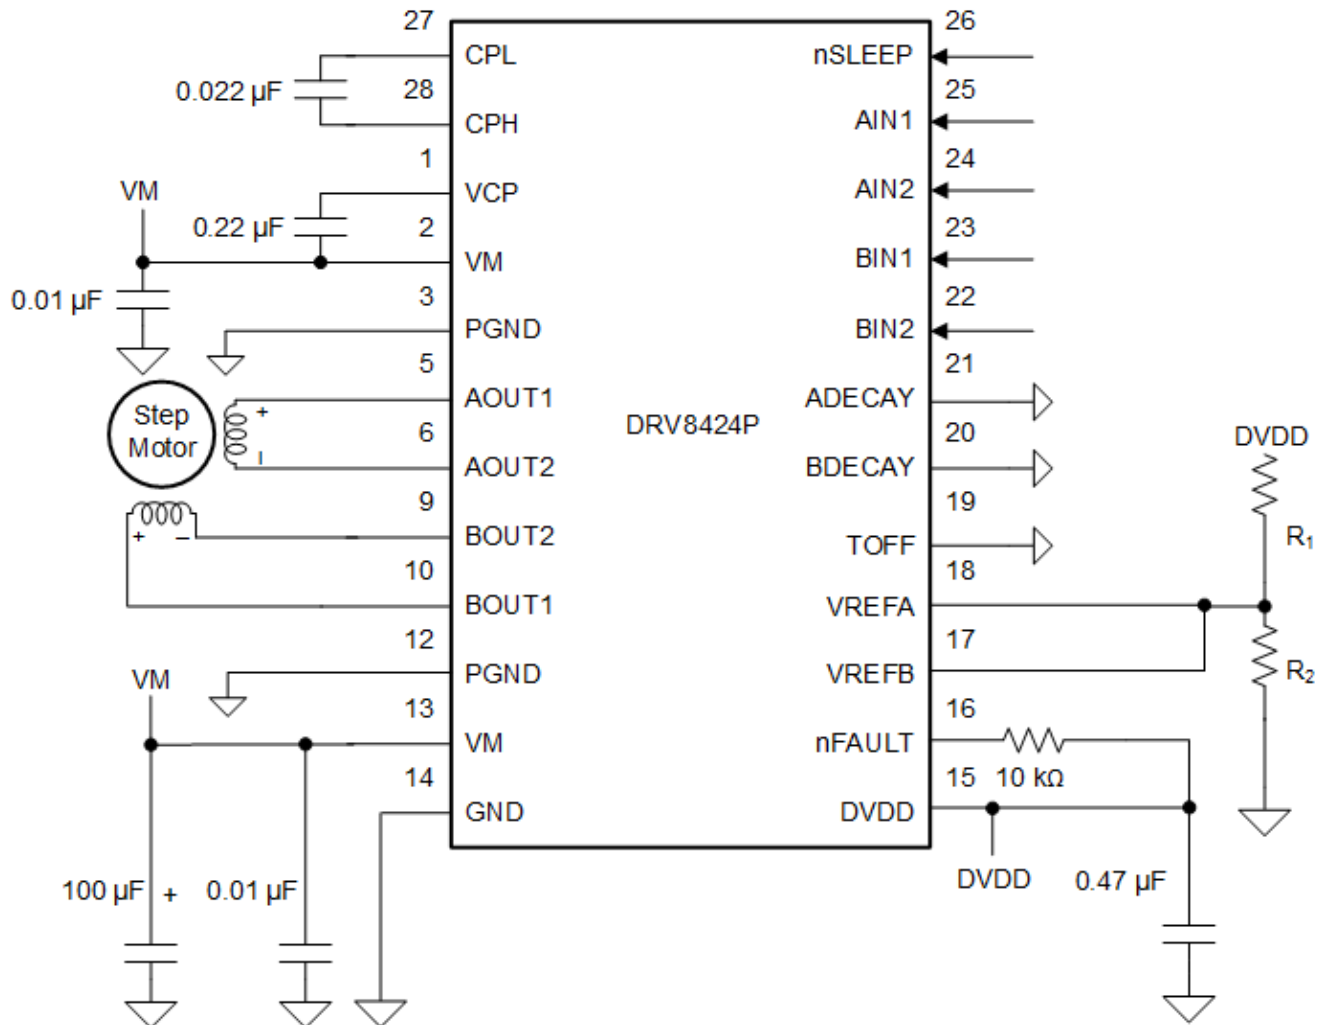 27
CPL
0.022 µF
28
CPH
1
VM
VCP
0.22 µF
2
VM
0.01 µF
3
PGND
5
Step
Motor
+
–
AOUT1
6
AOUT2
9
+ –
BOUT2
10
BOUT1
12
VM
PGND
13
VM
14
GND
100 µF +
0.01 µF
DRV8424P
26
nSLEEP
25
AIN1
24
AIN2
23
BIN1
22
BIN2
21
ADECAY
20
BDECAY
19
TOFF
18
VREFA
17
VREFB
16
nFAULT
10 kΩ
15
DVDD
DVDD
0.47 µF
DVDD
R1
R2